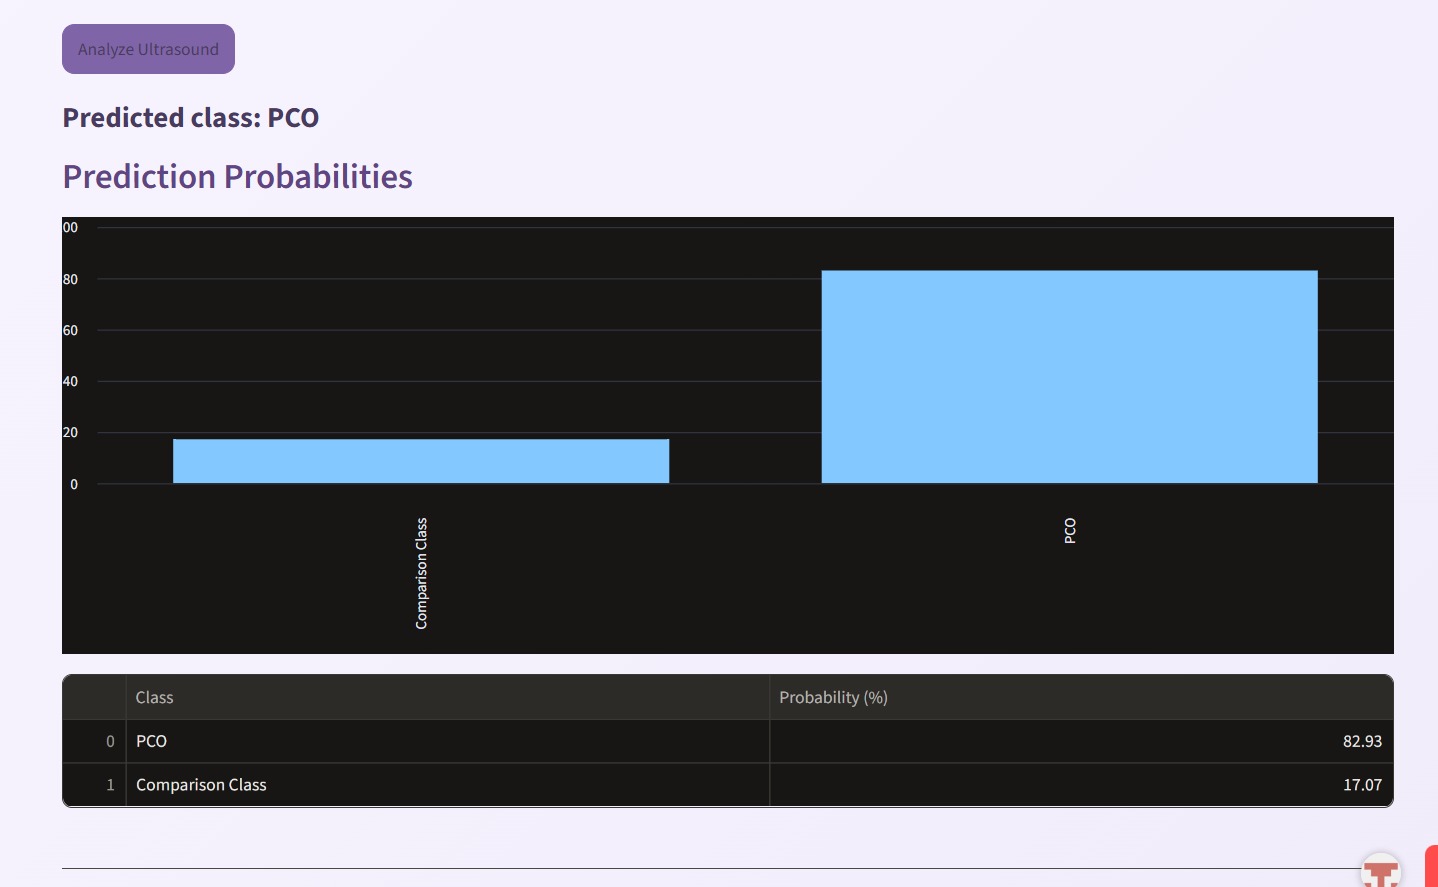 Analyze Ultrasound
Predicted class: PCO
Prediction Probabilities
00
80
60
40
20
0
Comparison Class
PCO
Class Probability (%)
0 PCO 82.93
1 Comparison Class 17.07